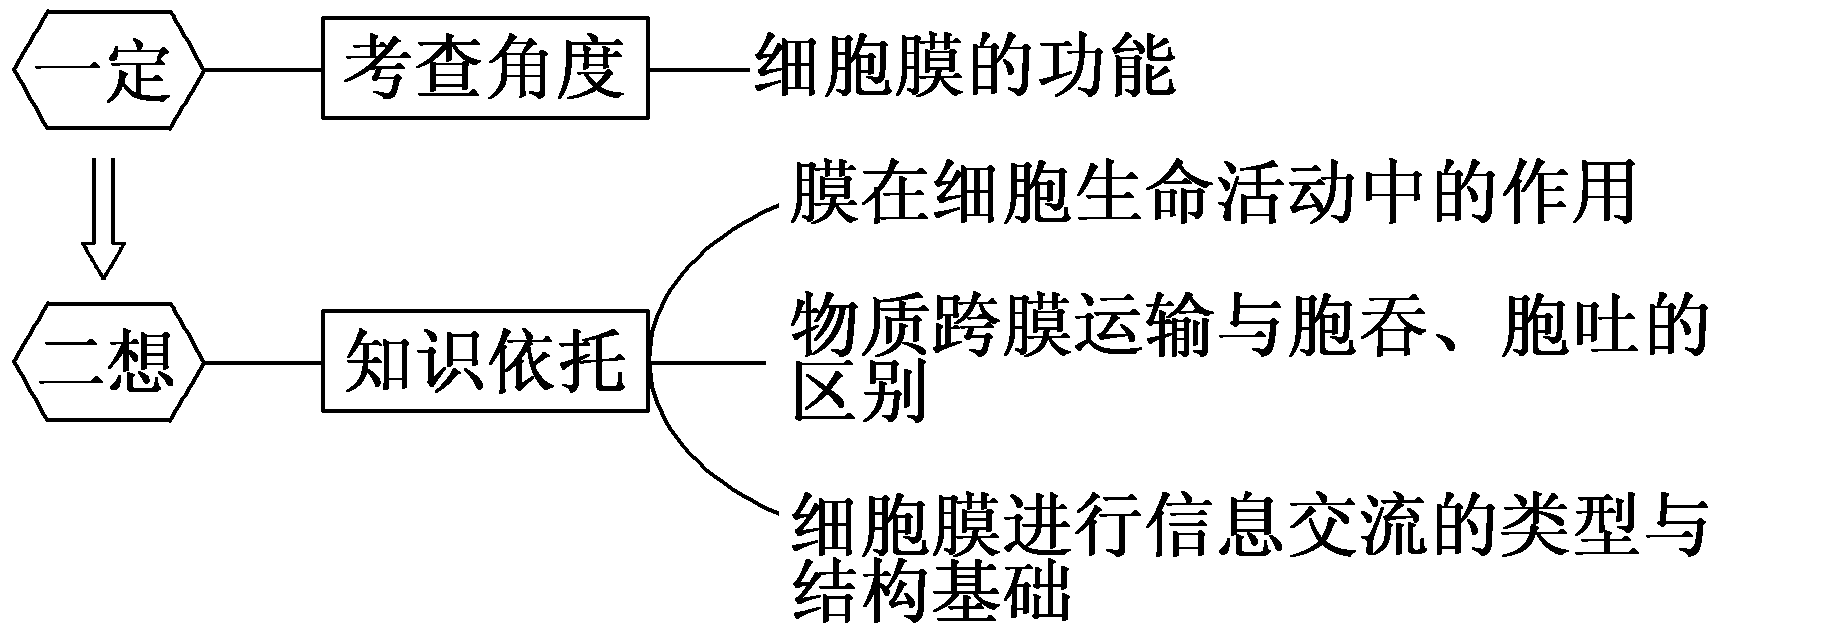 一定
考查角度
细胞膜的功能
膜在细胞生命活动中的作用
二想
知识依托
物质跨膜运输与胞吞、胞吐的
区别
细胞膜进行信息交流的类型与
结构基础